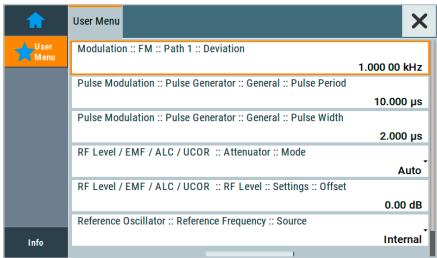 User Menu
User
Menu
Modulation :: FM :: Path 1 :: Deviation
1.000 00 kHz
Pulse Modulation :: Pulse Generator :: General :: Pulse Period
10.000 µs
Pulse Modulation :: Pulse Generator :: General :: Pulse Width
2.000 µs
RF Level / EMF / ALC / UCOR :: Attenuator :: Mode
Auto
RF Level / EMF / ALC / UCOR :: RF Level :: Settings :: Offset
0.00 dB
Reference Oscillator :: Reference Frequency :: Source
Internal
Info